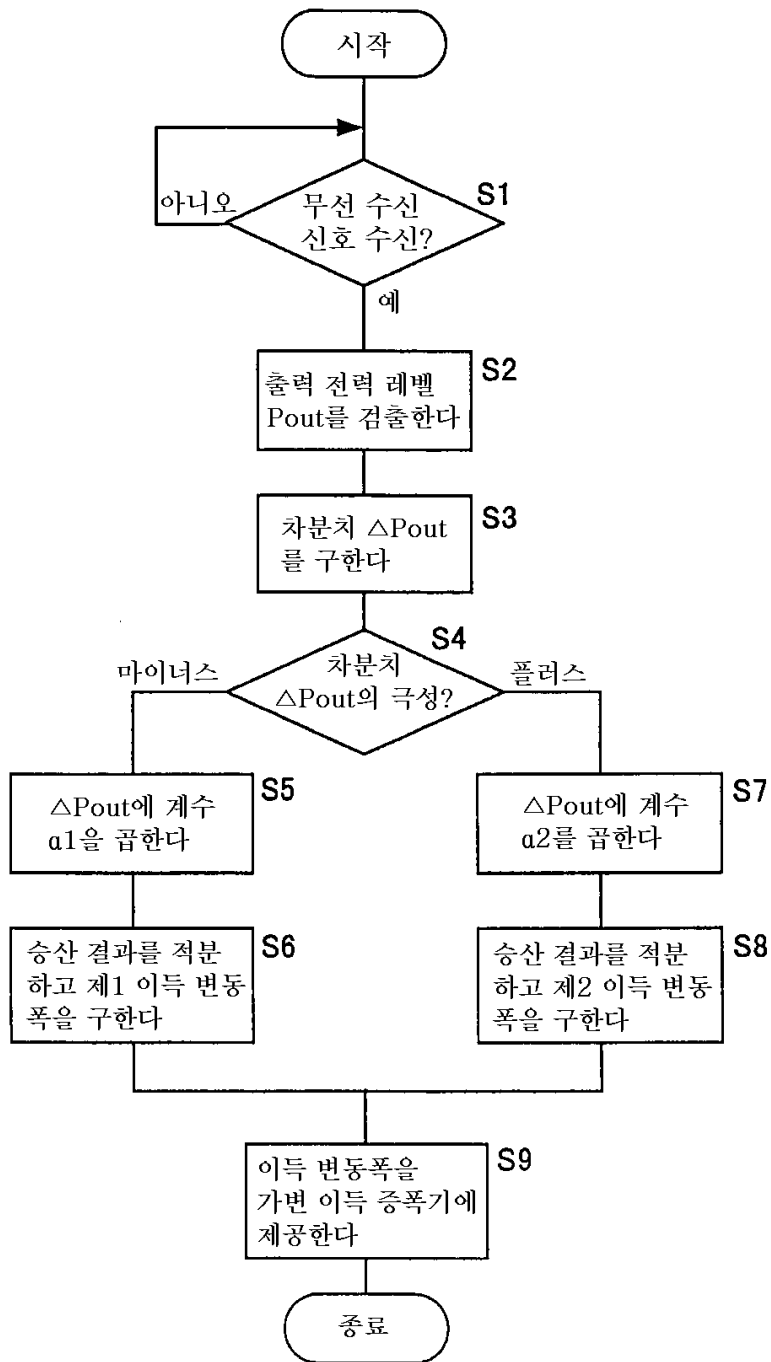 시작
S1
아니오
무선 수신
신호 수신?
예
S2
출력 전력 레벨
Pout를 검출한다
S3
차분치 △Pout
를 구한다
S4
마이너스
차분치
△Pout의 극성?
플러스
S5
△Pout에 계수
α1을 곱한다
S7
△Pout에 계수
α2를 곱한다
S6
승산 결과를 적분
하고 제1 이득 변동
폭을 구한다
S8
승산 결과를 적분
하고 제2 이득 변동
폭을 구한다
S9
이득 변동폭을
가변 이득 증폭기에
제공한다
종료